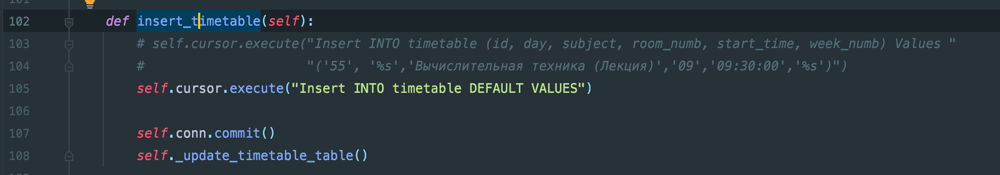 102 def insert_timetable(self):
103 # self.cursor.execute("Insert INTO timetable (id, day, subject, room_numb, start_time, week_numb) Values "
104 # "('55', '%s','Вычислительная техника (Лекция)','09','09:30:00','%s')")
105 self.cursor.execute("Insert INTO timetable DEFAULT VALUES")
106
107 self.conn.commit()
108 self._update_timetable_table()